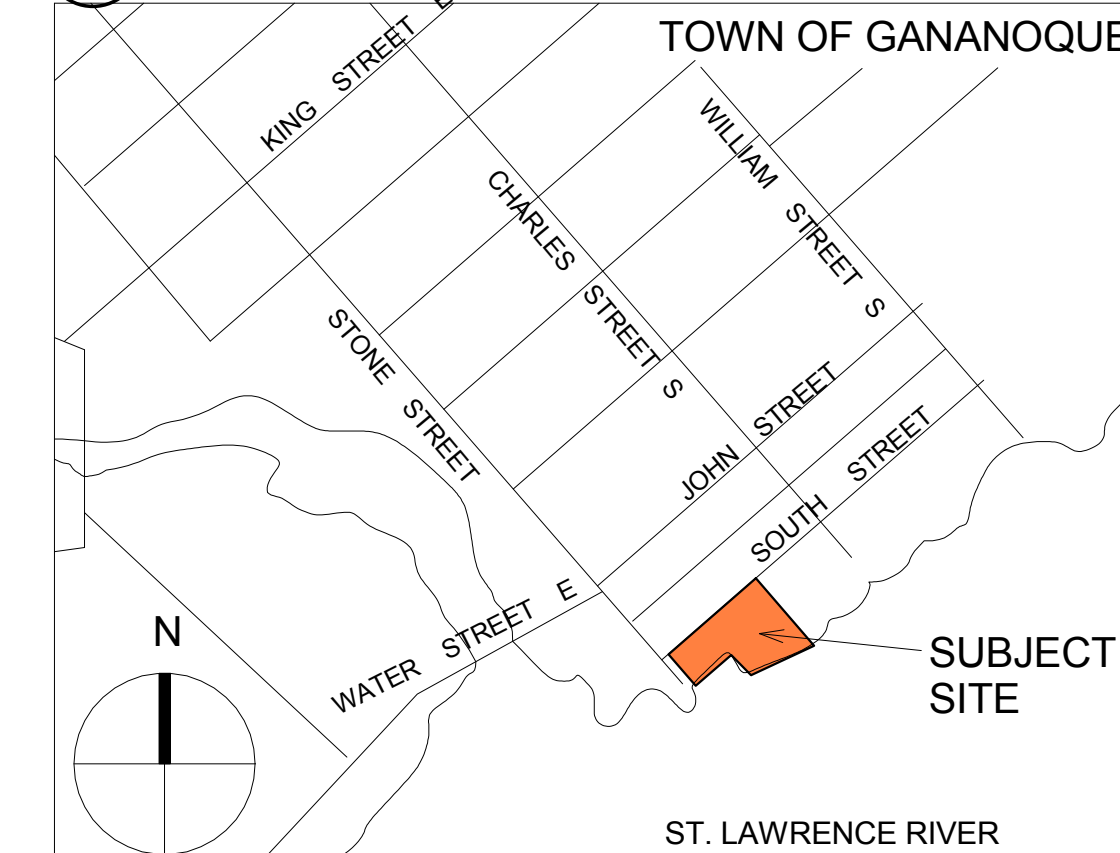 TOWN OF GANANOQUE
KING STREET E
WILLIAM STREET S
CHARLES STREET S
STONE STREET
JOHN STREET
SOUTH STREET
WATER STREET E
N
SUBJECT
SITE
ST. LAWRENCE RIVER